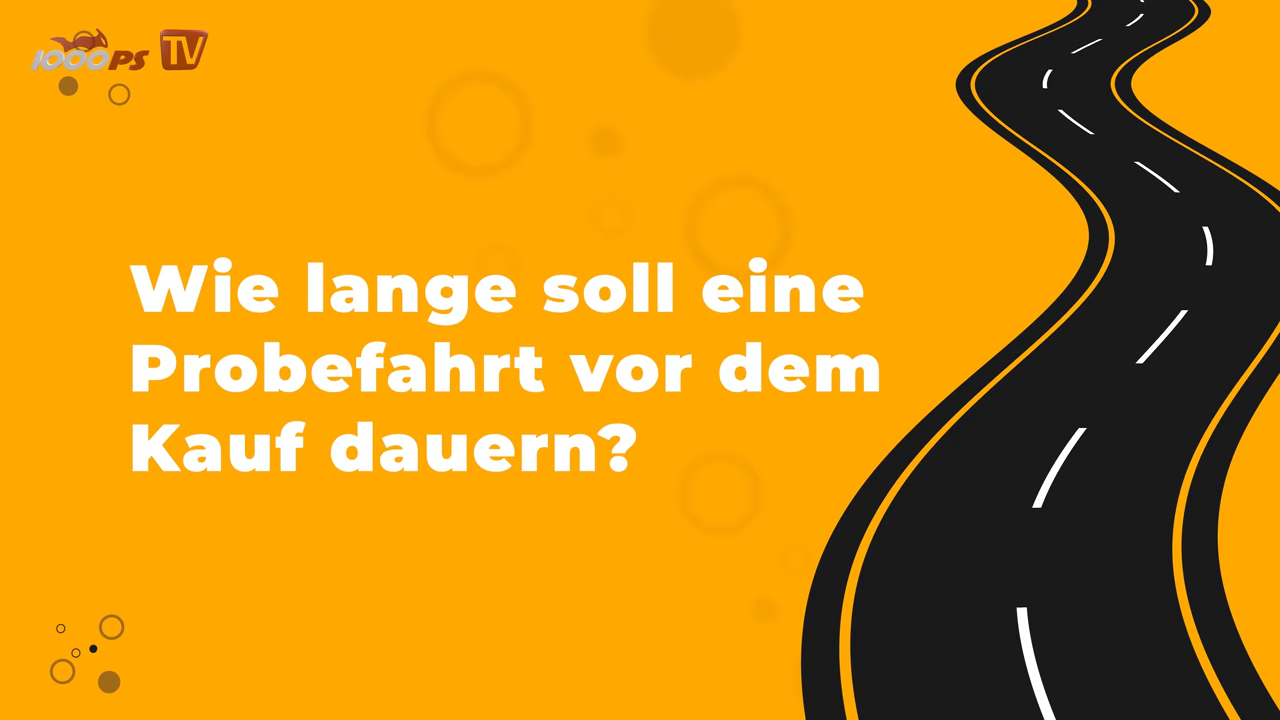 1000PS TV
Wie lange soll eine
Probefahrt vor dem
Kauf dauern?